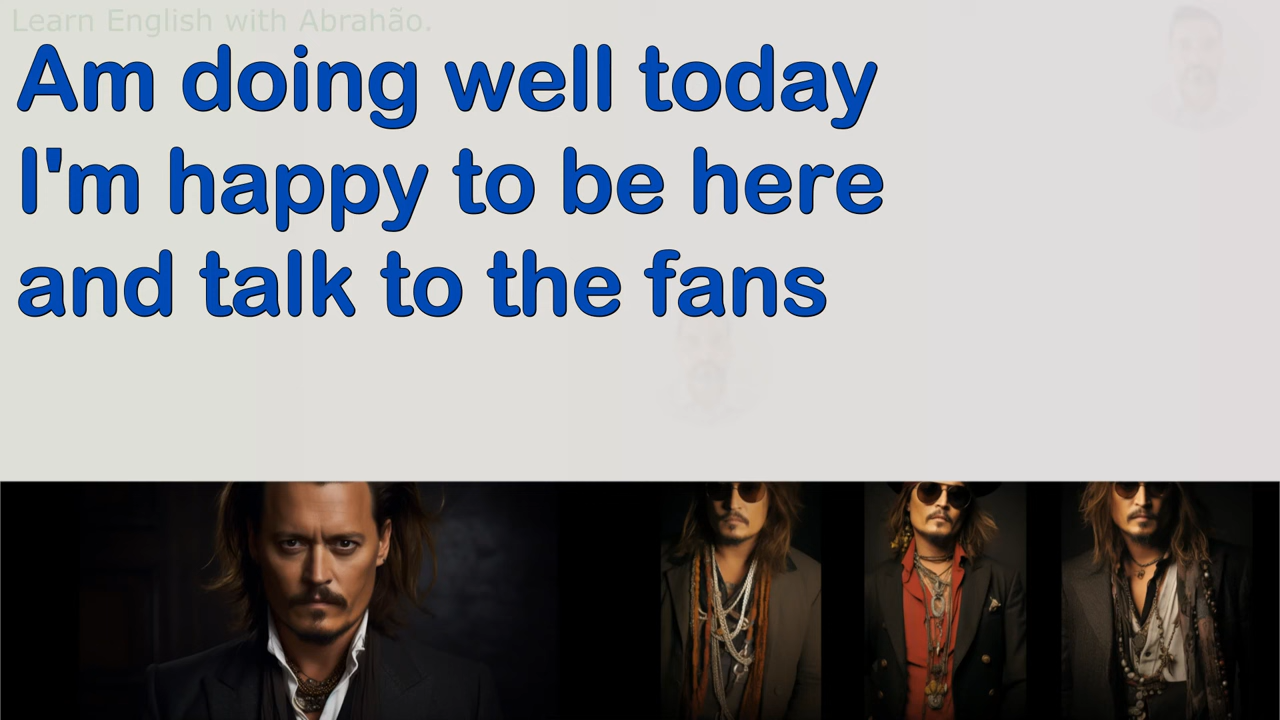 Learn English with Abrahão.
Am doing well today
I'm happy to be here
and talk to the fans